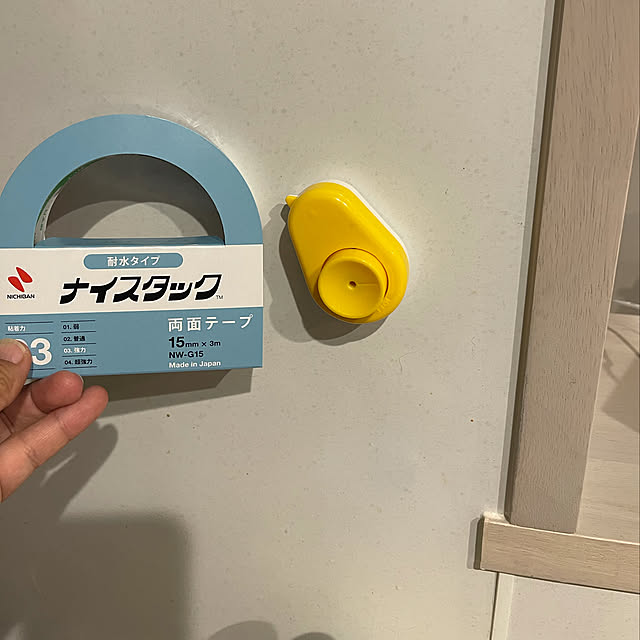 耐水タイプ
NICHIBAN
ナイスタック™
粘着力
3
01. 弱
02. 普通
03. 強力
04. 超強力
両面テープ
15mm × 3m
NW-G15
Made in Japan